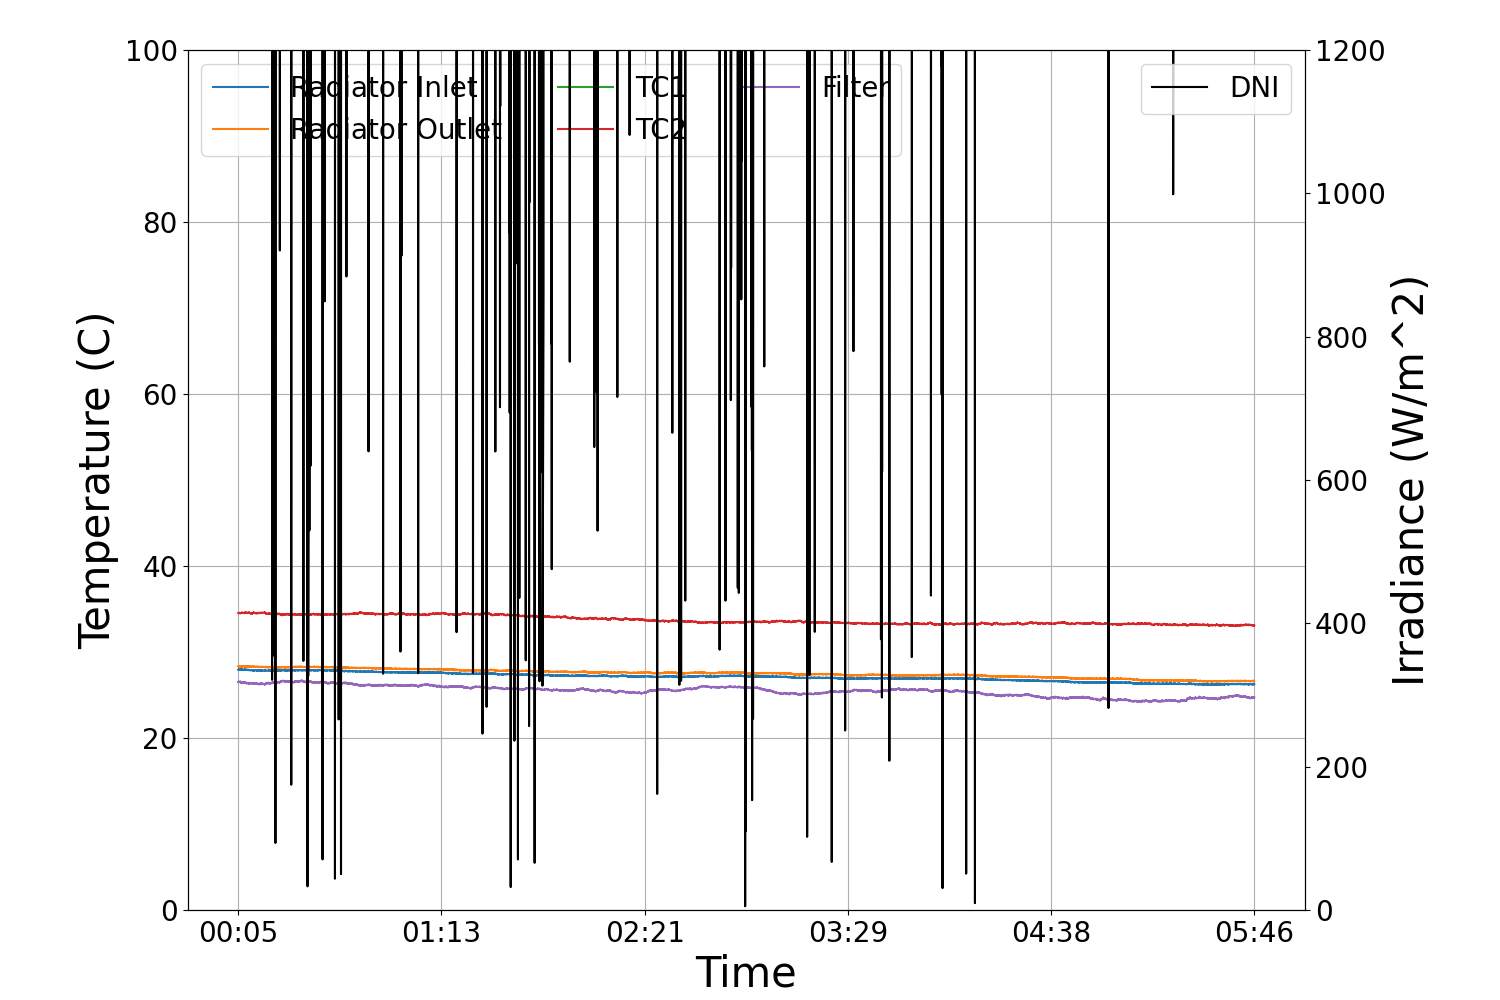 100
80
60
40
20
0
Temperature (C)
Radiator Inlet
Radiator Outlet
TC1
TC2
Filter
DNI
1200
1000
800
600
400
200
0
Irradiance (W/m^2)
00:05 01:13 02:21 03:29 04:38 05:46
Time